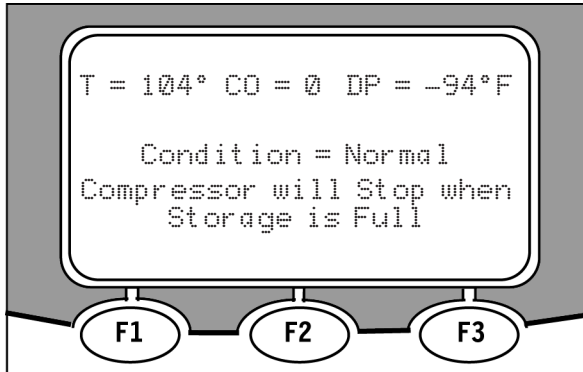 T = 104° CO = 0 DP = –94°F
Condition = Normal
Compressor will Stop when
Storage is Full
F1 F2 F3